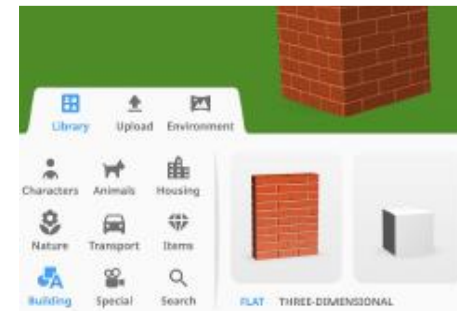 Library Upload Environment
Characters Animals Housing
Nature Transport Items
Building Special Search
FLAT THREE-DIMENSIONAL